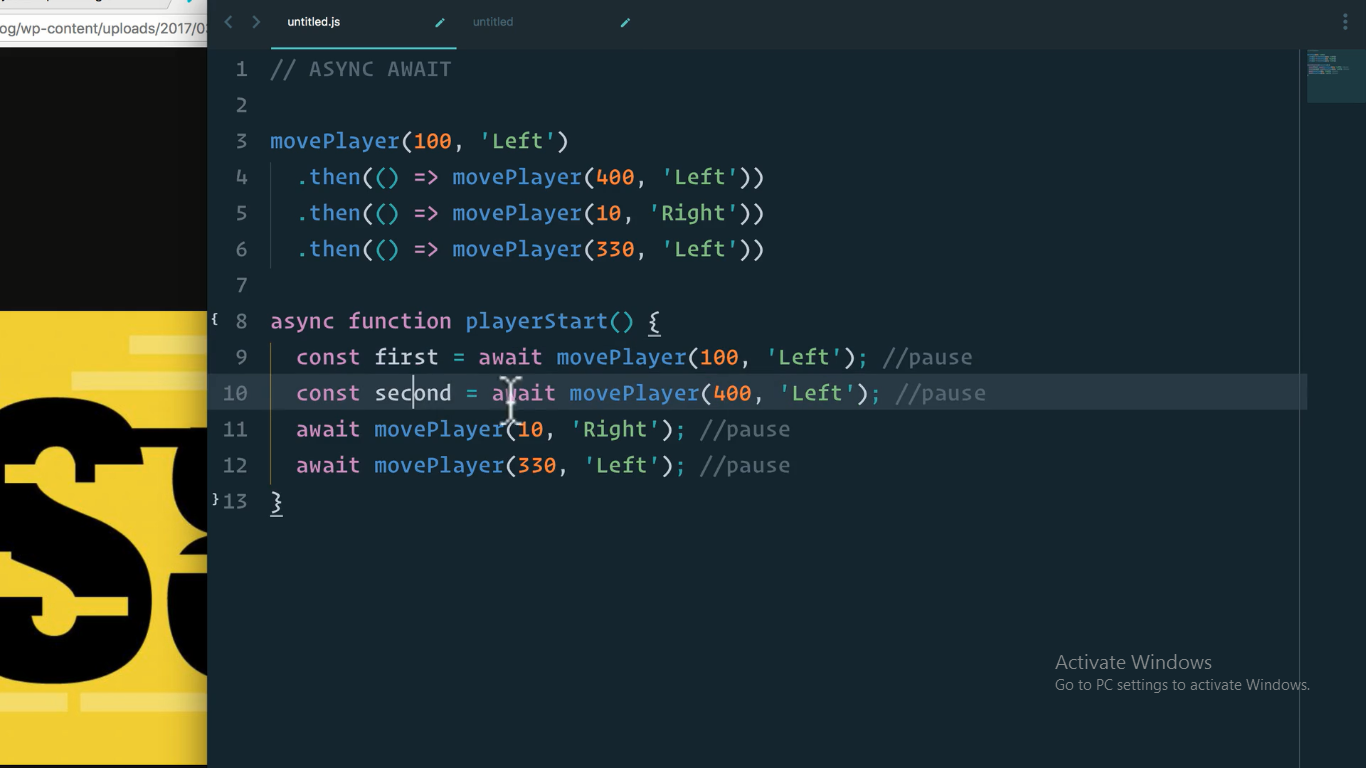 og/wp-content/uploads/2017/03
untitled.js
untitled
1 // ASYNC AWAIT
2
3 movePlayer(100, 'Left')
4 .then(() => movePlayer(400, 'Left'))
5 .then(() => movePlayer(10, 'Right'))
6 .then(() => movePlayer(330, 'Left'))
7
{ 8 async function playerStart() {
9 const first = await movePlayer(100, 'Left'); //pause
10 const second = await movePlayer(400, 'Left'); //pause
11 await movePlayer(10, 'Right'); //pause
12 await movePlayer(330, 'Left'); //pause
} 13 }
Activate Windows
Go to PC settings to activate Windows.